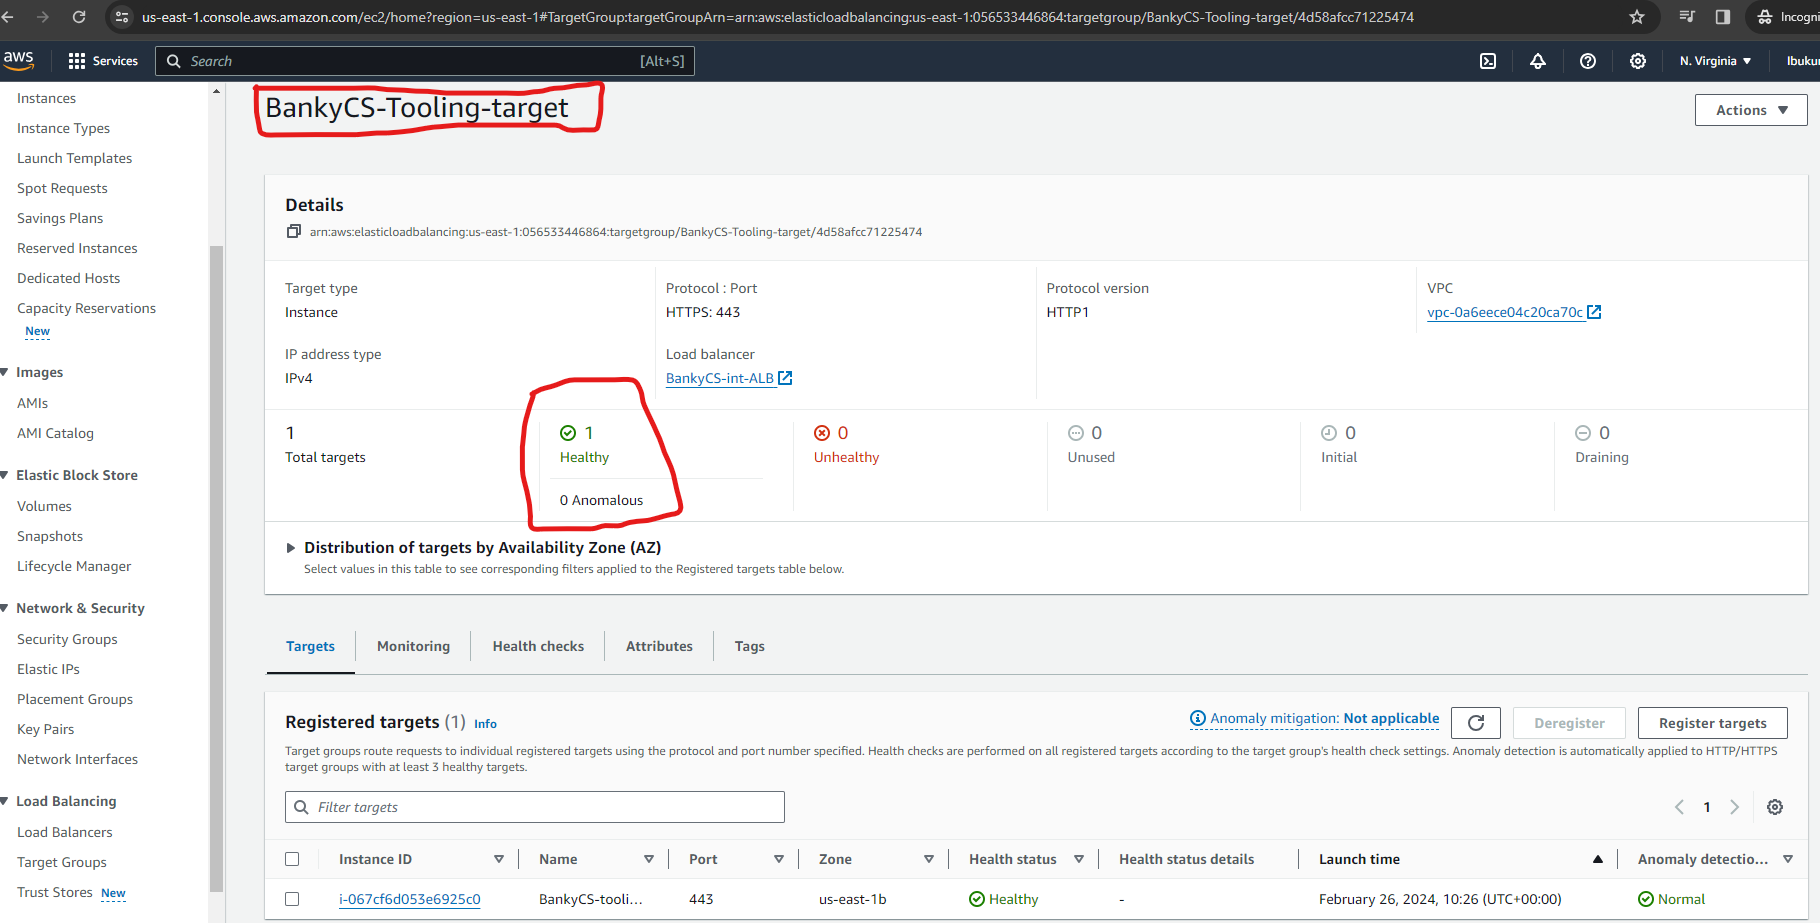 us-east-1.console.aws.amazon.com/ec2/home?region=us-east-1#TargetGroup:targetGroupArn=arn:aws:elasticloadbalancing:us-east-1:056533446864:targetgroup/BankyCS-Tooling-target/4d58afcc71225474
Incogni
aws
Services
Search
[Alt+S]
N. Virginia
Ibukur
Instances
Instance Types
Launch Templates
Spot Requests
Savings Plans
Reserved Instances
Dedicated Hosts
Capacity Reservations
New
Images
AMIs
AMI Catalog
Elastic Block Store
Volumes
Snapshots
Lifecycle Manager
Network & Security
Security Groups
Elastic IPs
Placement Groups
Key Pairs
Network Interfaces
Load Balancing
Load Balancers
Target Groups
Trust Stores New
BankyCS-Tooling-target
Actions
Details
arn:aws:elasticloadbalancing:us-east-1:056533446864:targetgroup/BankyCS-Tooling-target/4d58afcc71225474
Target type
Instance
Protocol : Port
HTTPS: 443
Protocol version
HTTP1
VPC
vpc-0a6eece04c20ca70c
IP address type
IPv4
Load balancer
BankyCS-int-ALB
1
Total targets
1
Healthy
0 Anomalous
0
Unhealthy
0
Unused
0
Initial
0
Draining
Distribution of targets by Availability Zone (AZ)
Select values in this table to see corresponding filters applied to the Registered targets table below.
Targets
Monitoring
Health checks
Attributes
Tags
Registered targets (1) Info
Anomaly mitigation: Not applicable
Deregister
Register targets
Target groups route requests to individual registered targets using the protocol and port number specified. Health checks are performed on all registered targets according to the target group's health check settings. Anomaly detection is automatically applied to HTTP/HTTPS
target groups with at least 3 healthy targets.
Filter targets
1
Instance ID
Name
Port
Zone
Health status
Health status details
Launch time
Anomaly detectio...
i-067cf6d053e6925c0
BankyCS-tooli...
443
us-east-1b
Healthy
-
February 26, 2024, 10:26 (UTC+00:00)
Normal